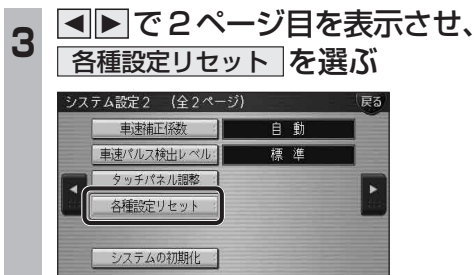 3
◀▶で2ページ目を表示させ、
各種設定リセット を選ぶ
システム設定2 (全2ページ) 戻る
車速補正係数 自 動
車速パルス検出レベル 標 準
タッチパネル調整
◀ ▶
各種設定リセット
システムの初期化